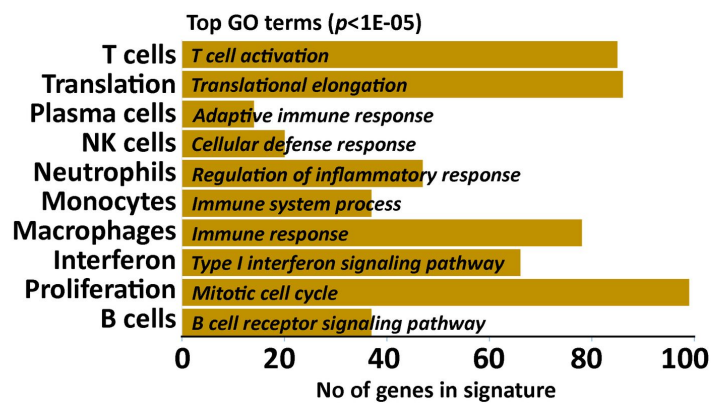 Top GO terms (p<1E-05)
T cells T cell activation
Translation Translational elongation
Plasma cells Adaptive immune response
NK cells Cellular defense response
Neutrophils Regulation of inflammatory response
Monocytes Immune system process
Macrophages Immune response
Interferon Type I interferon signaling pathway
Proliferation Mitotic cell cycle
B cells B cell receptor signaling pathway
0 20 40 60 80 100
No of genes in signature